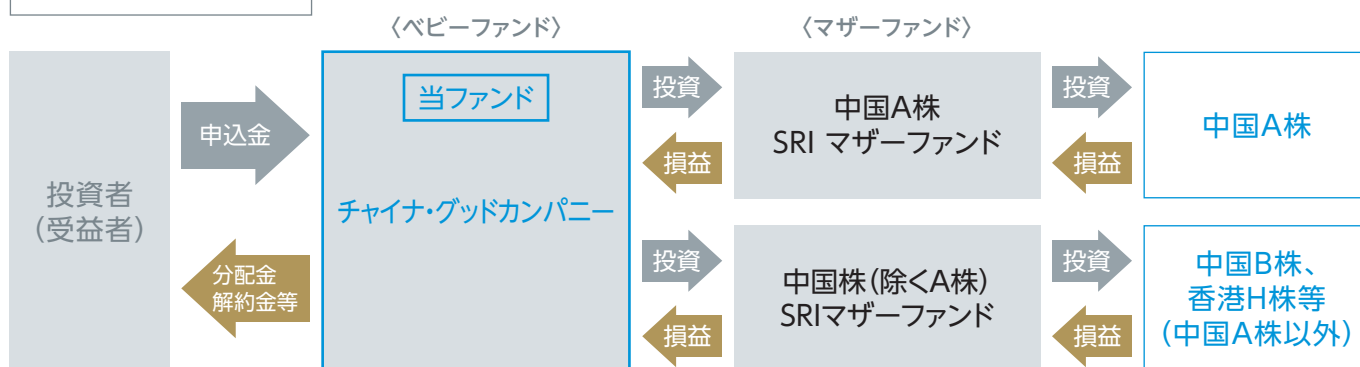 〈ベビーファンド〉
〈マザーファンド〉
投資者
(受益者)
申込金
分配金
解約金等
当ファンド
チャイナ・グッドカンパニー
投資
損益
中国A株
SRI マザーファンド
投資
損益
中国A株
投資
損益
中国株(除くA株)
SRIマザーファンド
投資
損益
中国B株、
香港H株等
(中国A株以外)